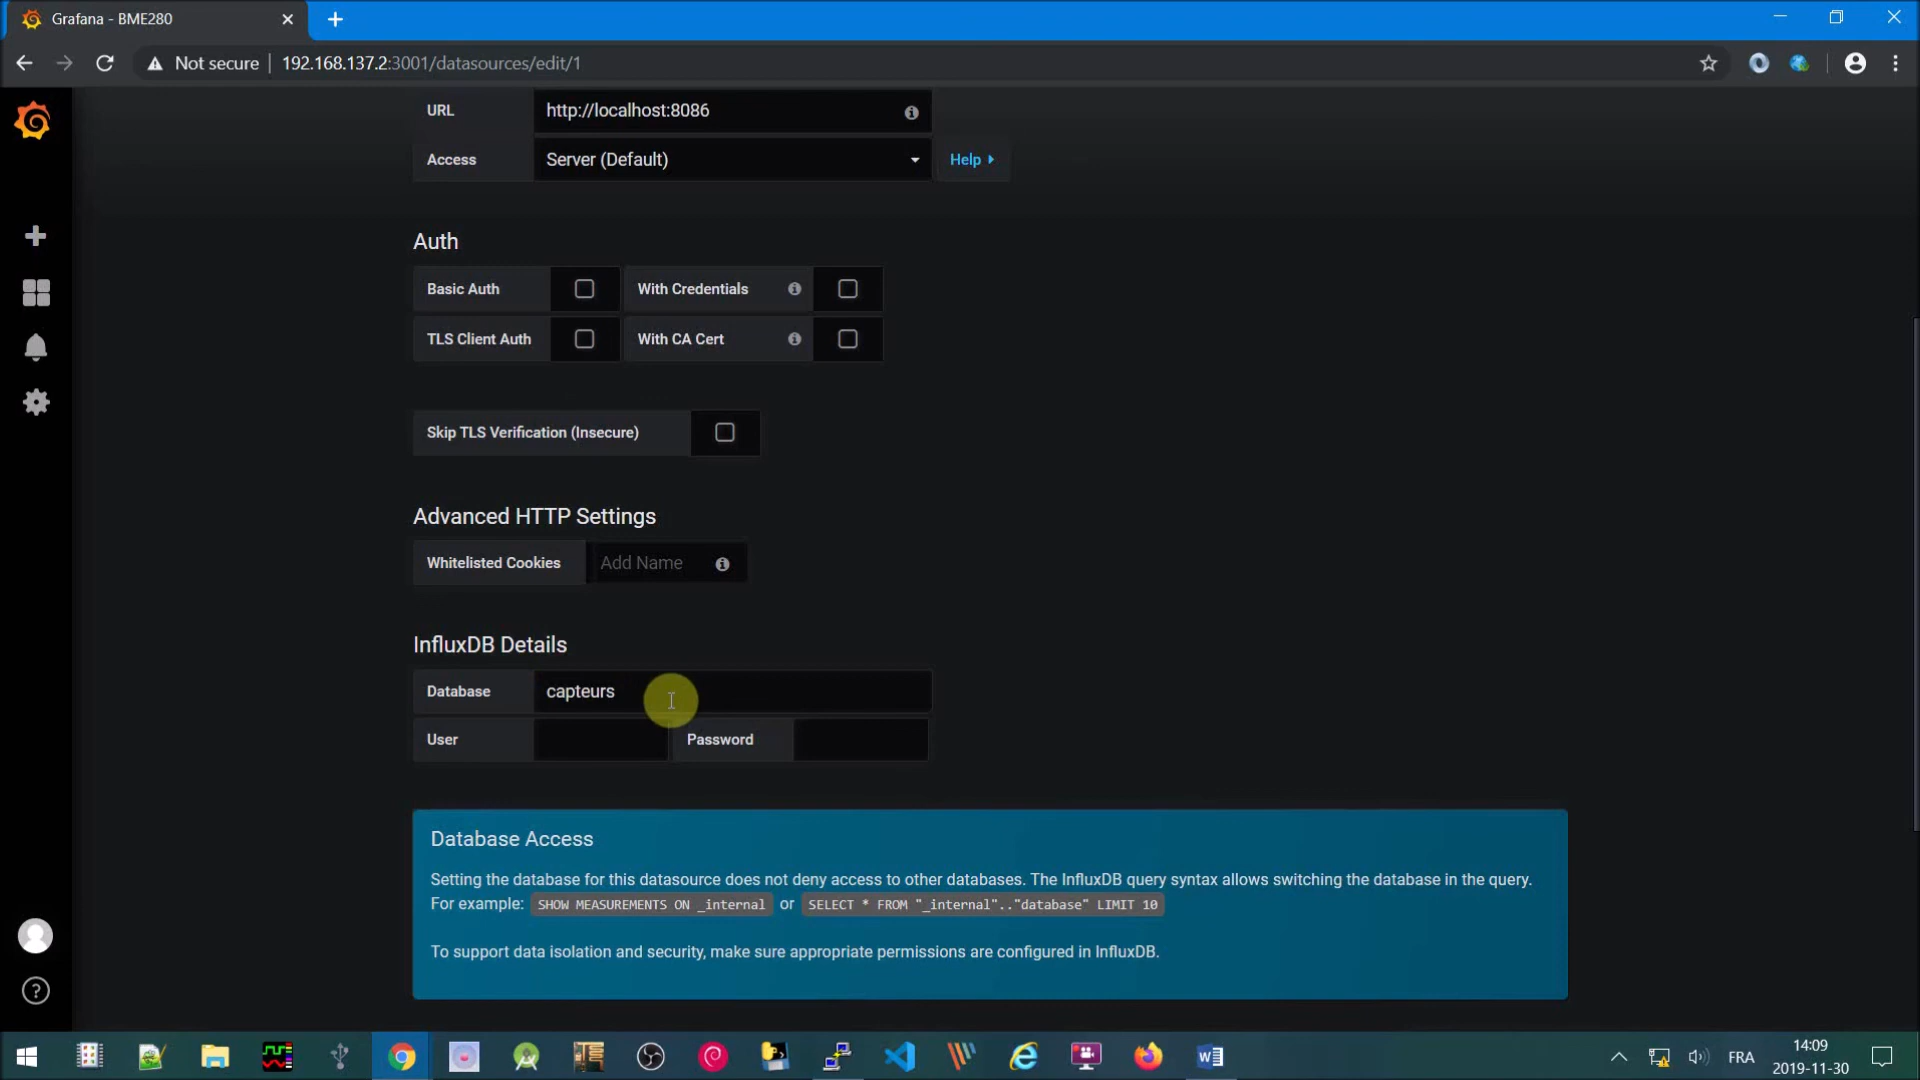 Grafana - BME280
Not secure 192.168.137.2:3001/datasources/edit/1
URL http://localhost:8086
Access Server (Default) Help
Auth
Basic Auth With Credentials
TLS Client Auth With CA Cert
Skip TLS Verification (Insecure)
Advanced HTTP Settings
Whitelisted Cookies Add Name
InfluxDB Details
Database capteurs
User Password
Database Access
Setting the database for this datasource does not deny access to other databases. The InfluxDB query syntax allows switching the database in the query.
For example: SHOW MEASUREMENTS ON _internal or SELECT * FROM "_internal".."database" LIMIT 10
To support data isolation and security, make sure appropriate permissions are configured in InfluxDB.
FRA
14:09
2019-11-30